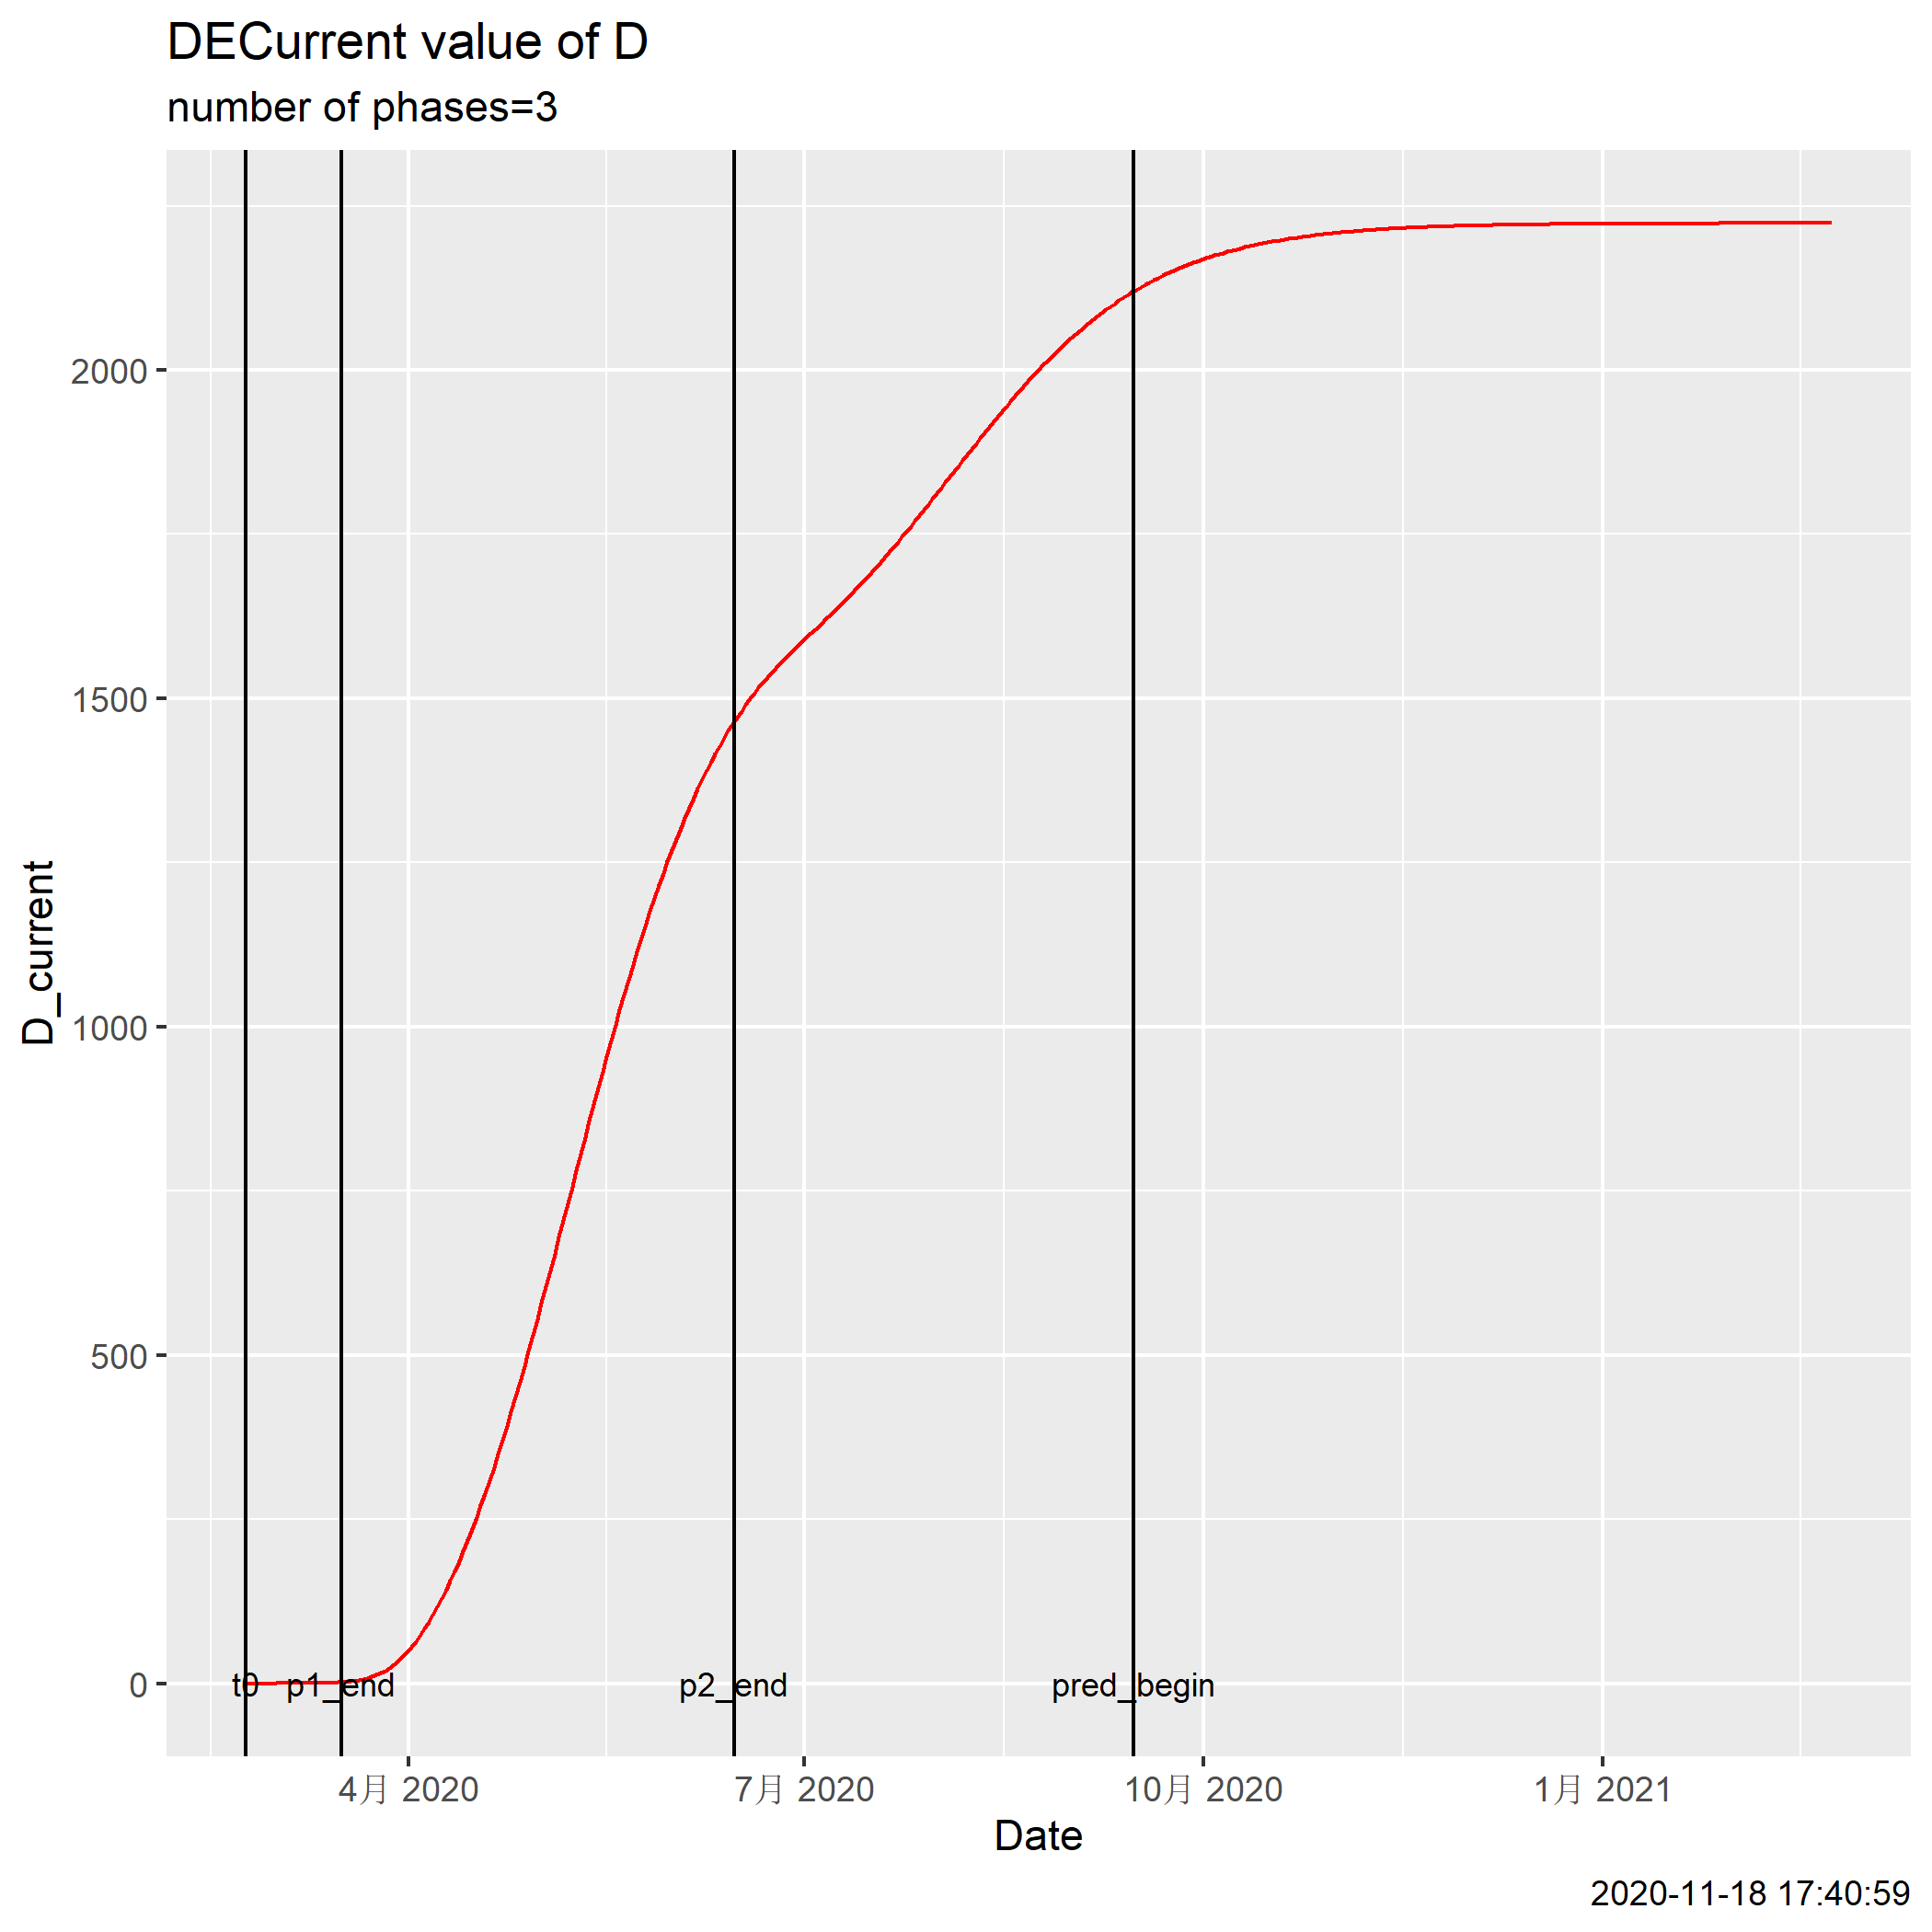 DECurrent value of D
number of phases=3
D_current
2000
1500
1000
500
0
t0 p1_end p2_end pred_begin
4月 2020 7月 2020 10月 2020 1月 2021
Date
2020-11-18 17:40:59